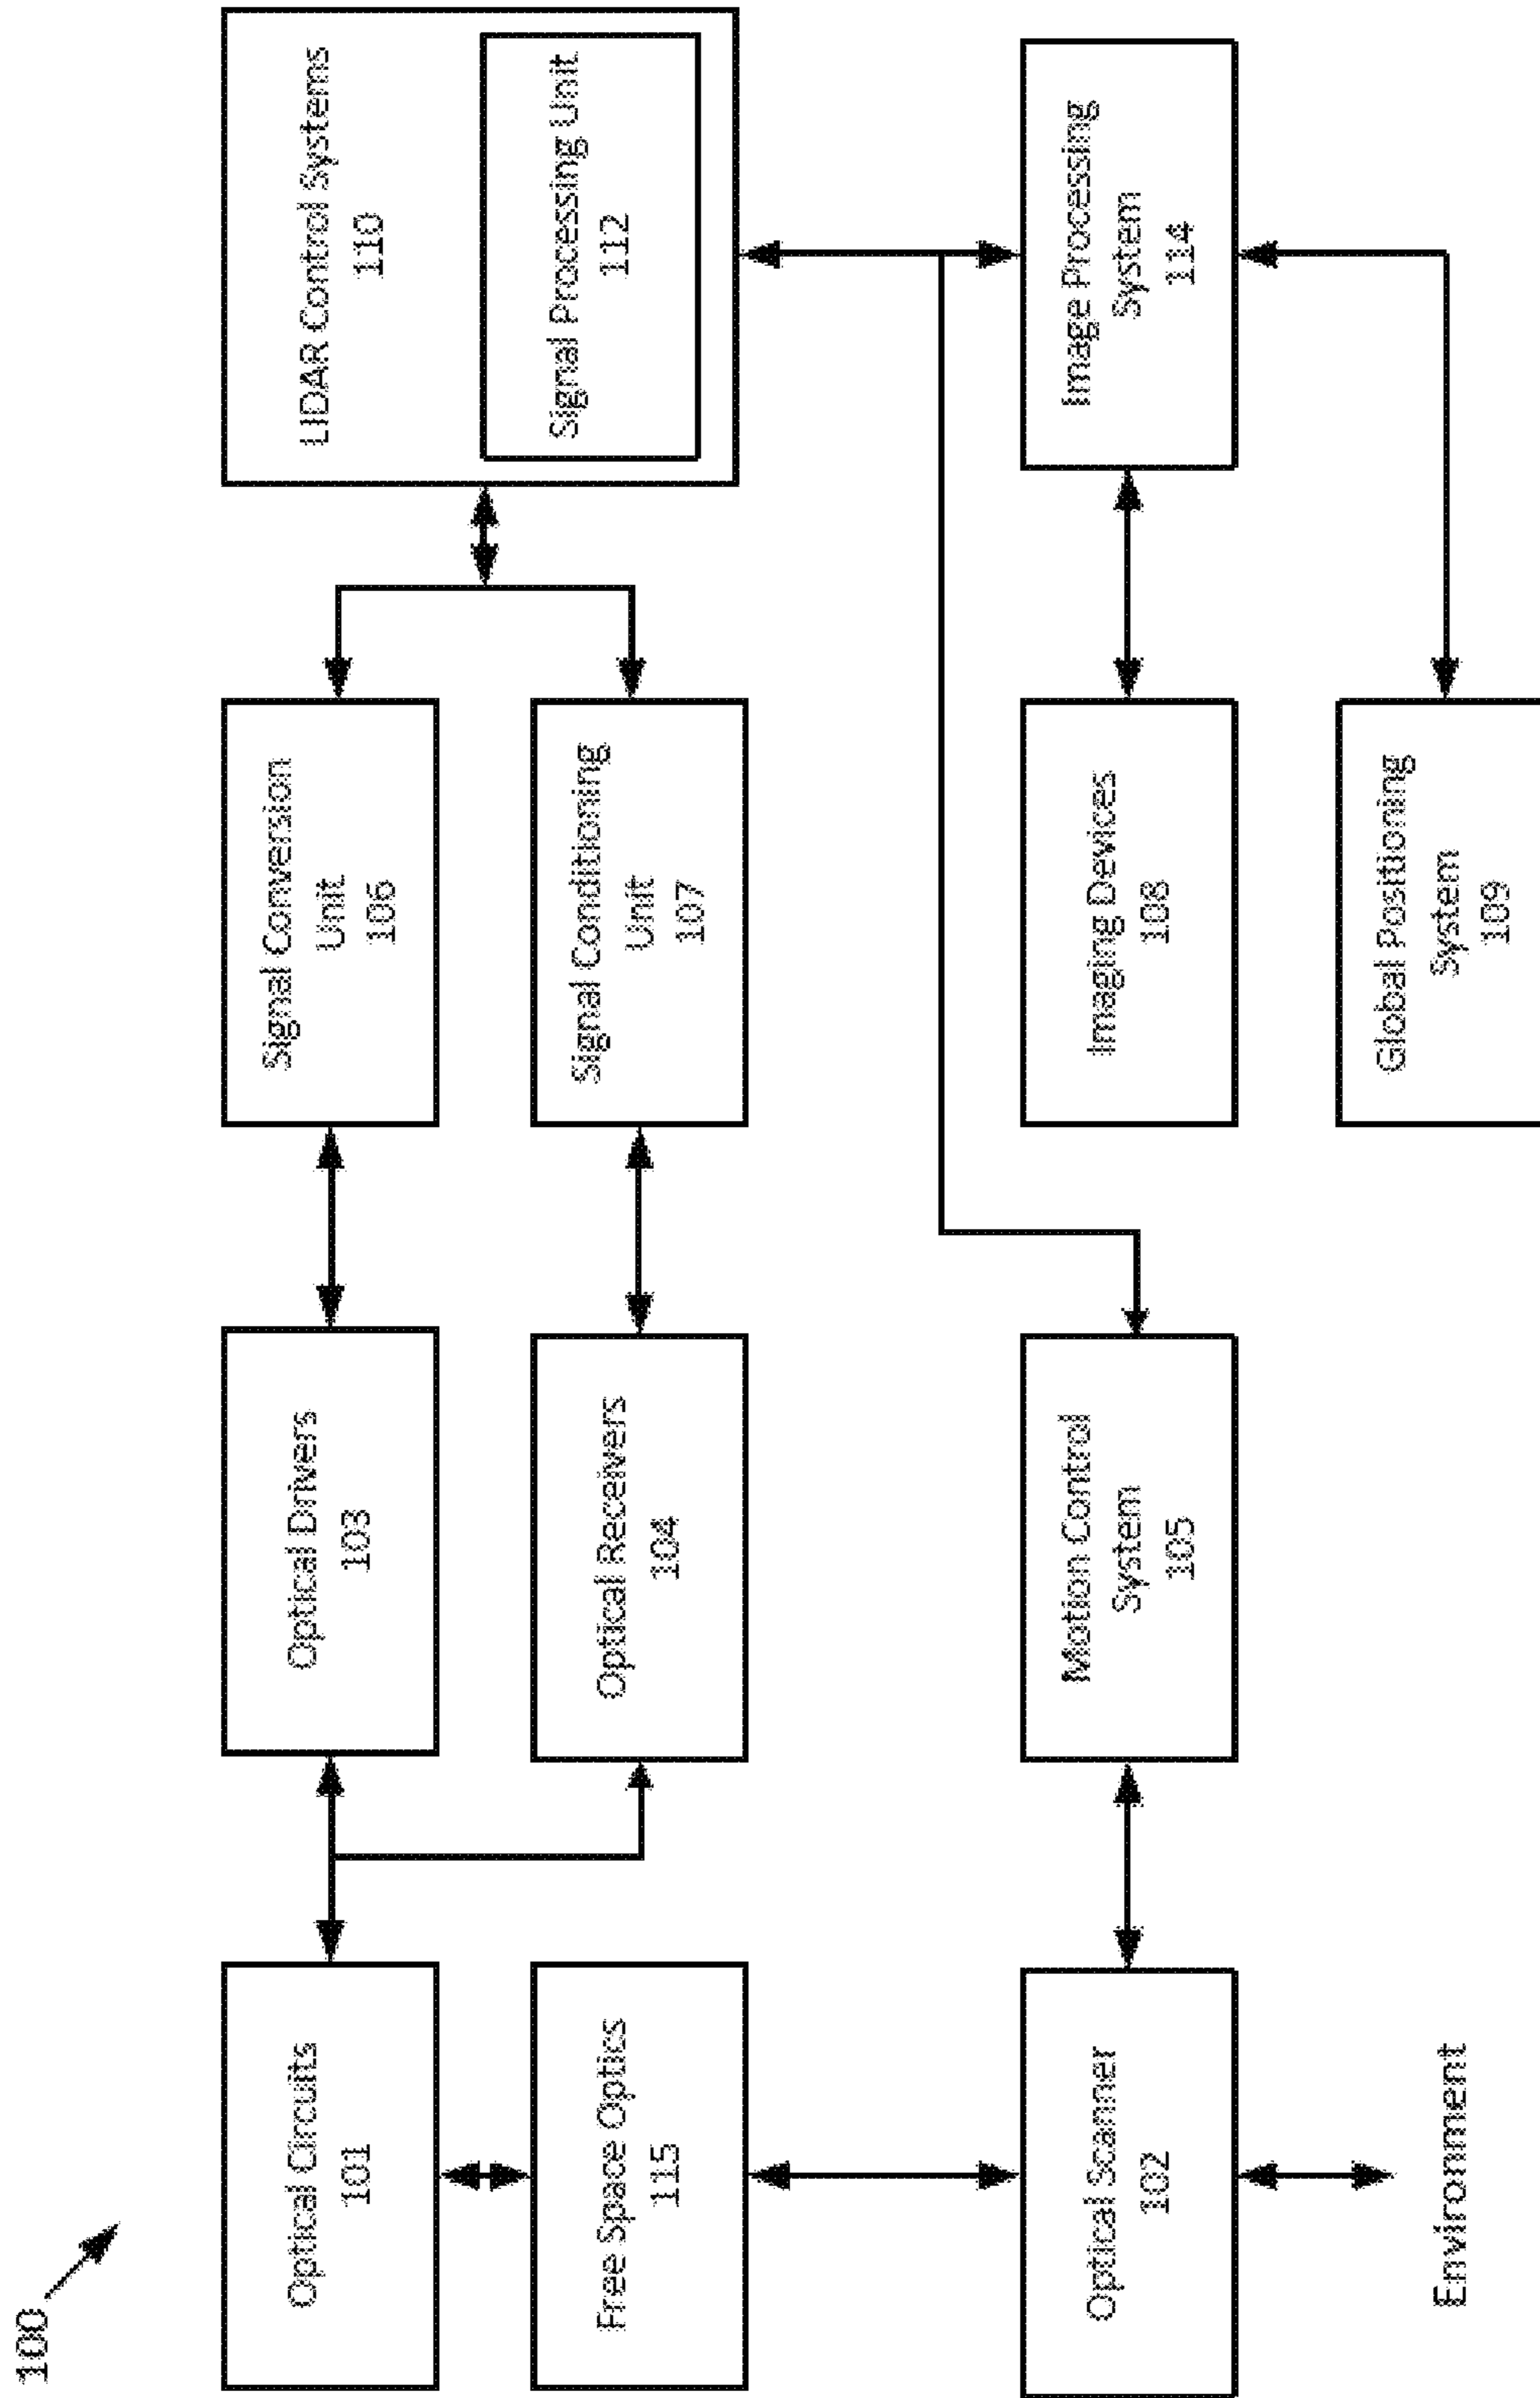 100
Optical Circuits
101
Optical Drivers
103
Signal Conversion
Unit
106
LIDAR Control Systems
110
Free Space Optics
115
Optical Receivers
104
Signal Conditioning
Unit
107
Signal Processing Unit
112
Optical Scanner
102
Motion Control
System
105
Imaging Devices
108
Image Processing
System
114
Environment
Global Positioning
System
109